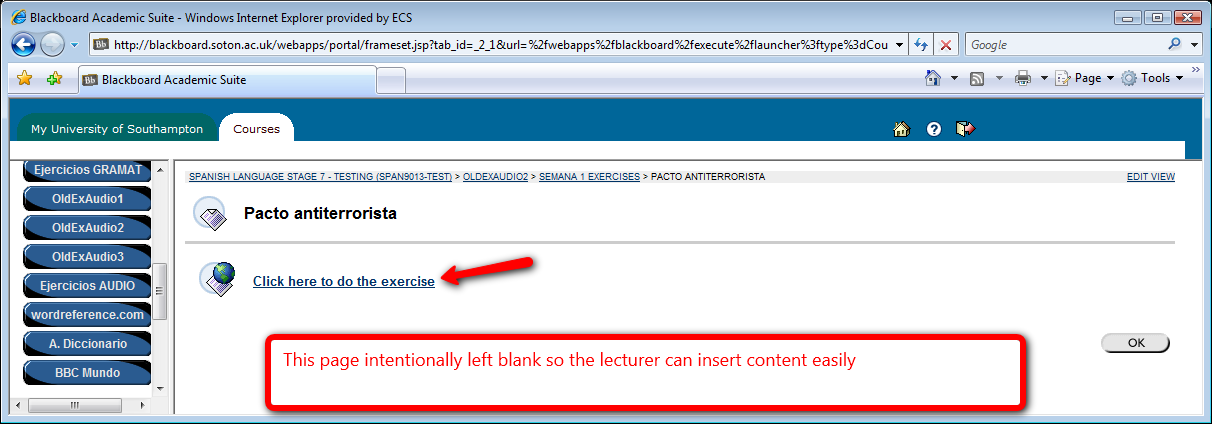 Blackboard Academic Suite - Windows Internet Explorer provided by ECS
http://blackboard.soton.ac.uk/webapps/portal/frameset.jsp?tab_id=_2_1&url=%2fwebapps%2fblackboard%2fexecute%2flauncher%3ftype%3dCou
Google
Blackboard Academic Suite
Page
Tools
My University of Southampton
Courses
Ejercicios GRAMAT
OldExAudio1
OldExAudio2
OldExAudio3
Ejercicios AUDIO
wordreference.com
A. Diccionario
BBC Mundo
SPANISH LANGUAGE STAGE 7 - TESTING (SPAN9013-TEST) > OLDEXAUDIO2 > SEMANA 1 EXERCISES > PACTO ANTITERRORISTA
EDIT VIEW
Pacto antiterrorista
Click here to do the exercise
OK
This page intentionally left blank so the lecturer can insert content easily